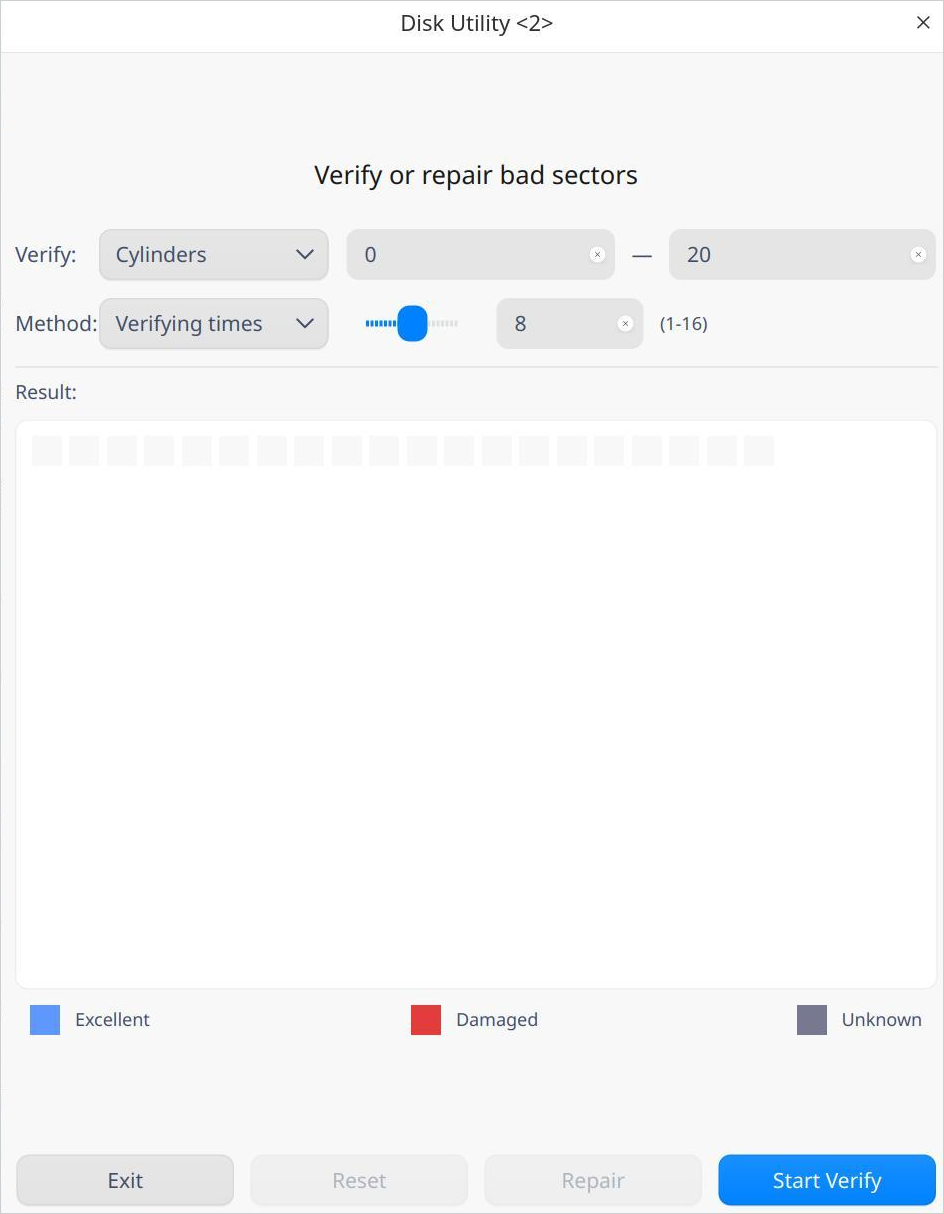 Disk Utility <2>
Verify or repair bad sectors
Verify: Cylinders 0 — 20
Method: Verifying times 8 (1-16)
Result:
Excellent Damaged Unknown
Exit Reset Repair Start Verify